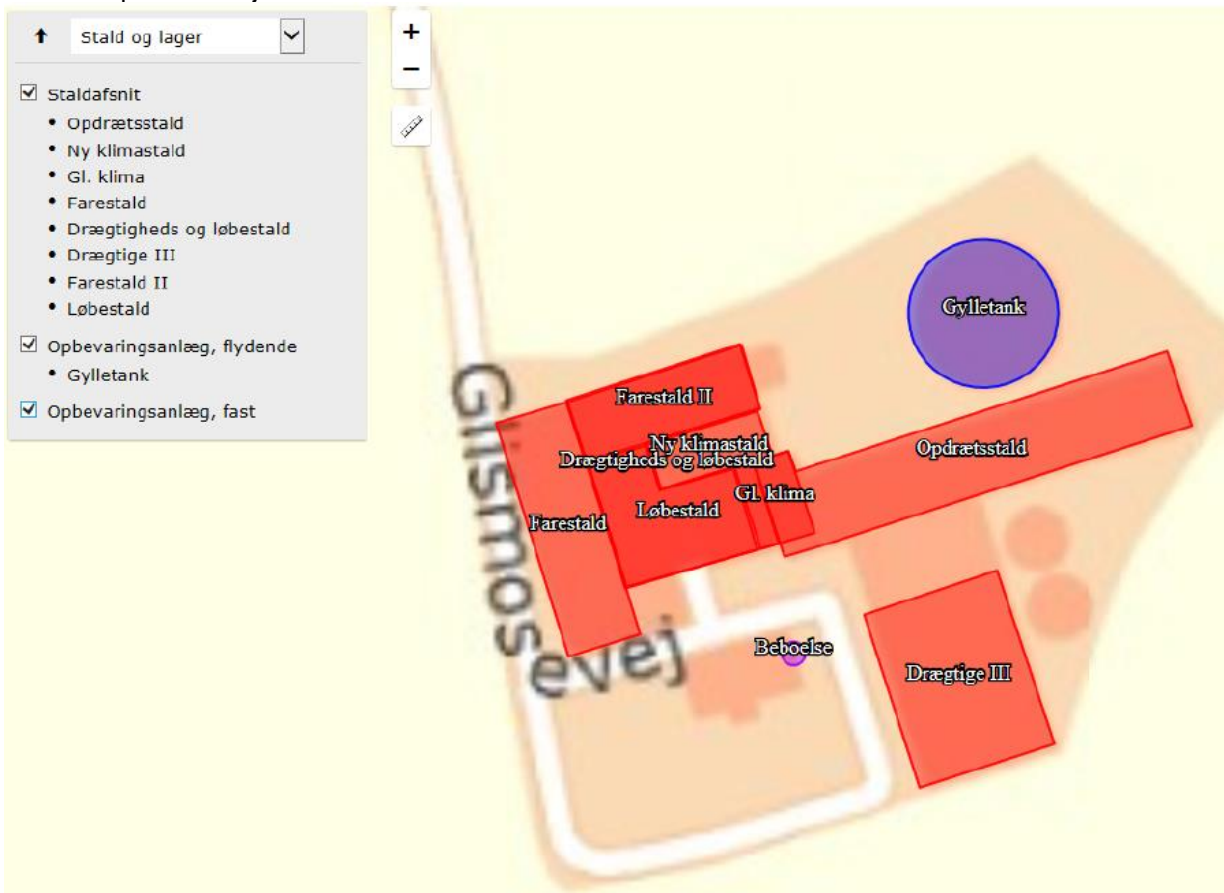 Stald og lager
Staldafsnit
• Opdrætsstald
• Ny klimastald
• Gl. klima
• Farestald
• Drægtigheds og løbestald
• Drægtige III
• Farestald II
• Løbestald
Opbevaringsanlæg, flydende
• Gylletank
Opbevaringsanlæg, fast
+
−
Gylletank
Farestald II
Ny klimastald
Drægtigheds og løbestald
Opdrætsstald
Gl. klima
Løbestald
Farestald
Glismosevej
Beboelse
Drægtige III